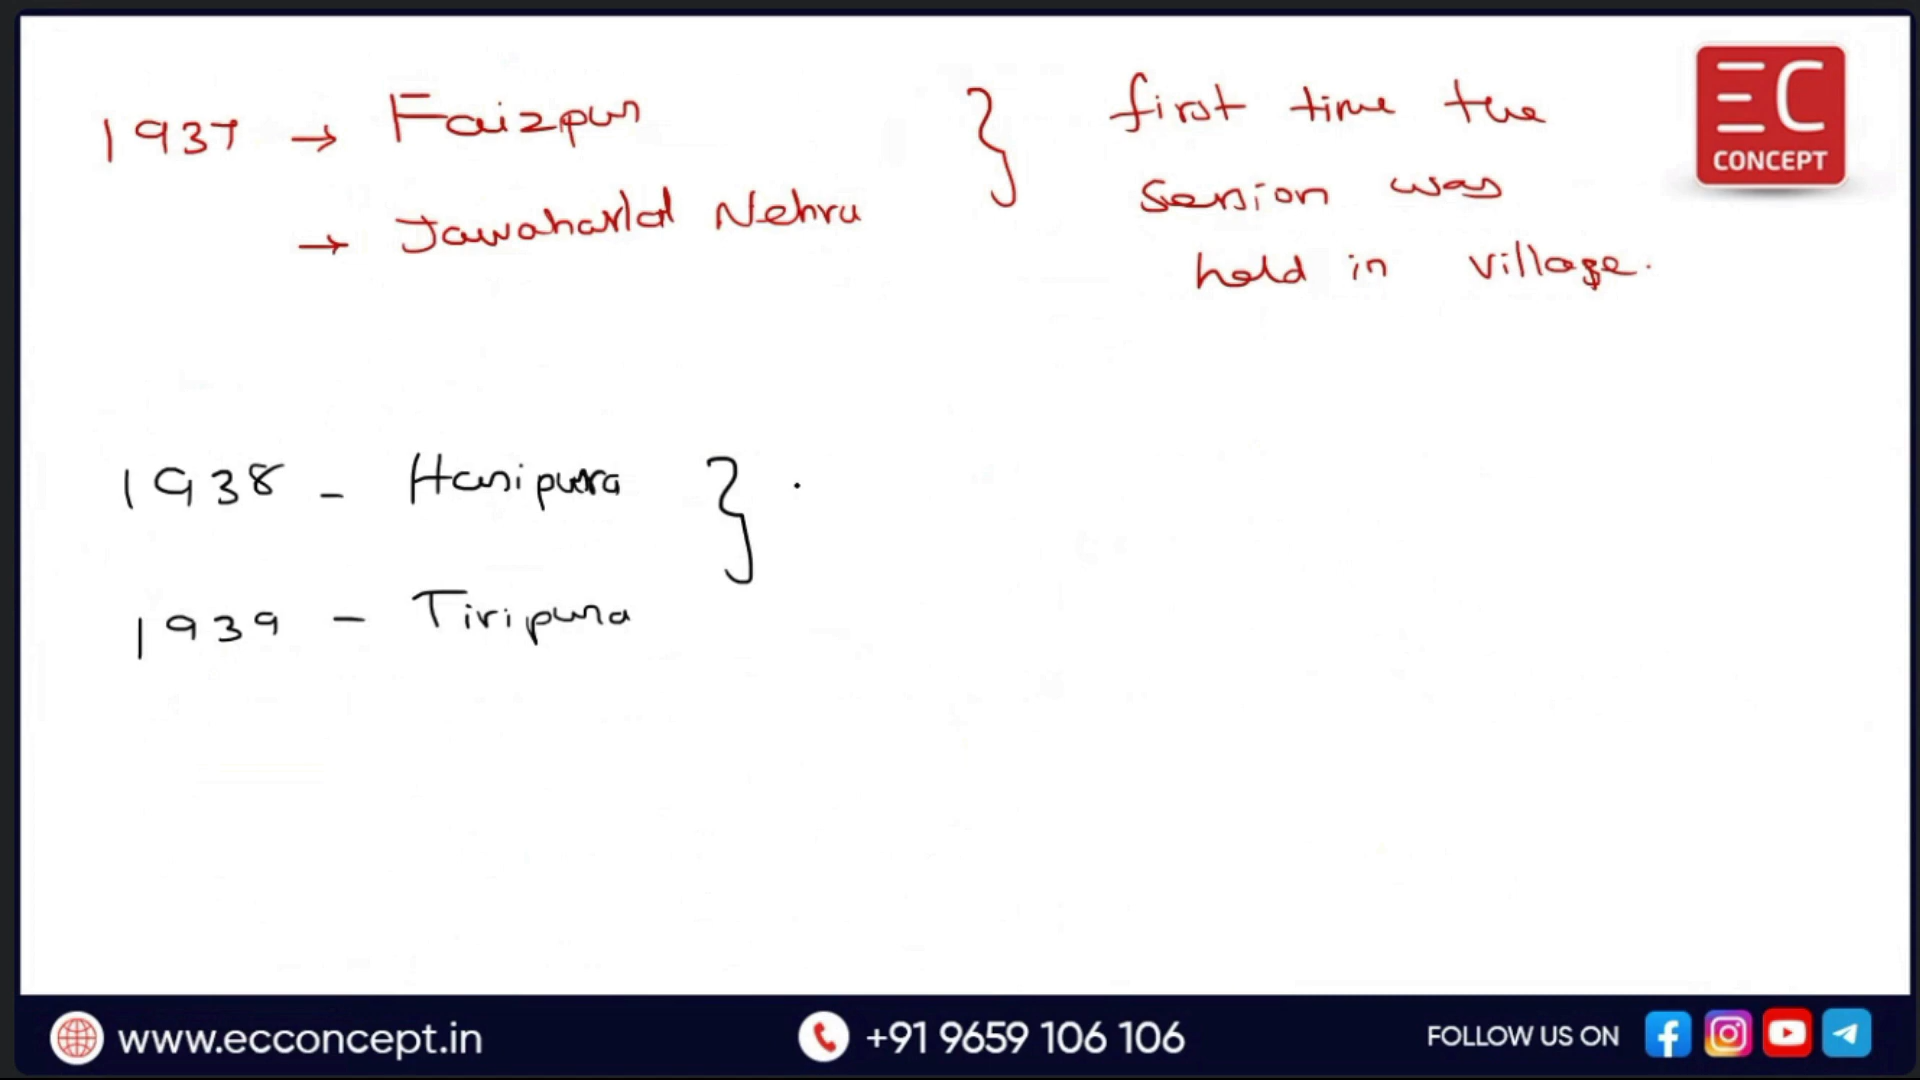 1937 → Faizpur } first time the
→ Jawaharlal Nehru session was
held in village.
EC
CONCEPT
1938 - Haripura }
1939 - Tiripura
www.ecconcept.in +91 9659 106 106 FOLLOW US ON